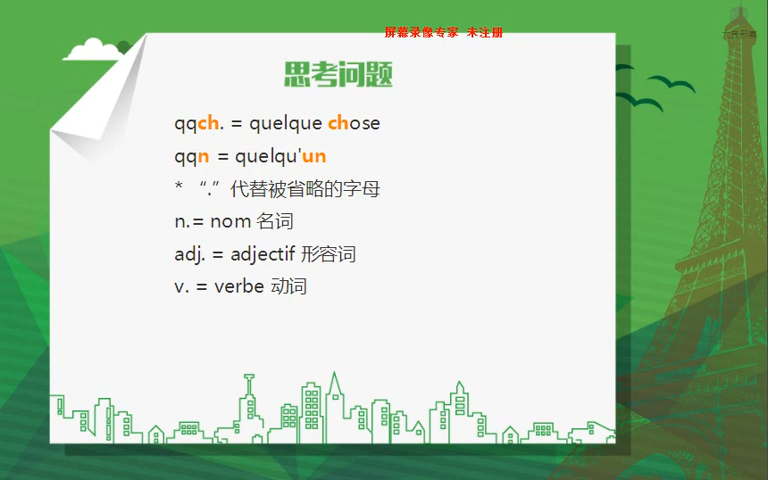 屏幕录像专家 未注册
思考问题
qqch. = quelque chose
qqn = quelqu'un
* “.” 代替被省略的字母
n.= nom 名词
adj. = adjectif 形容词
v. = verbe 动词